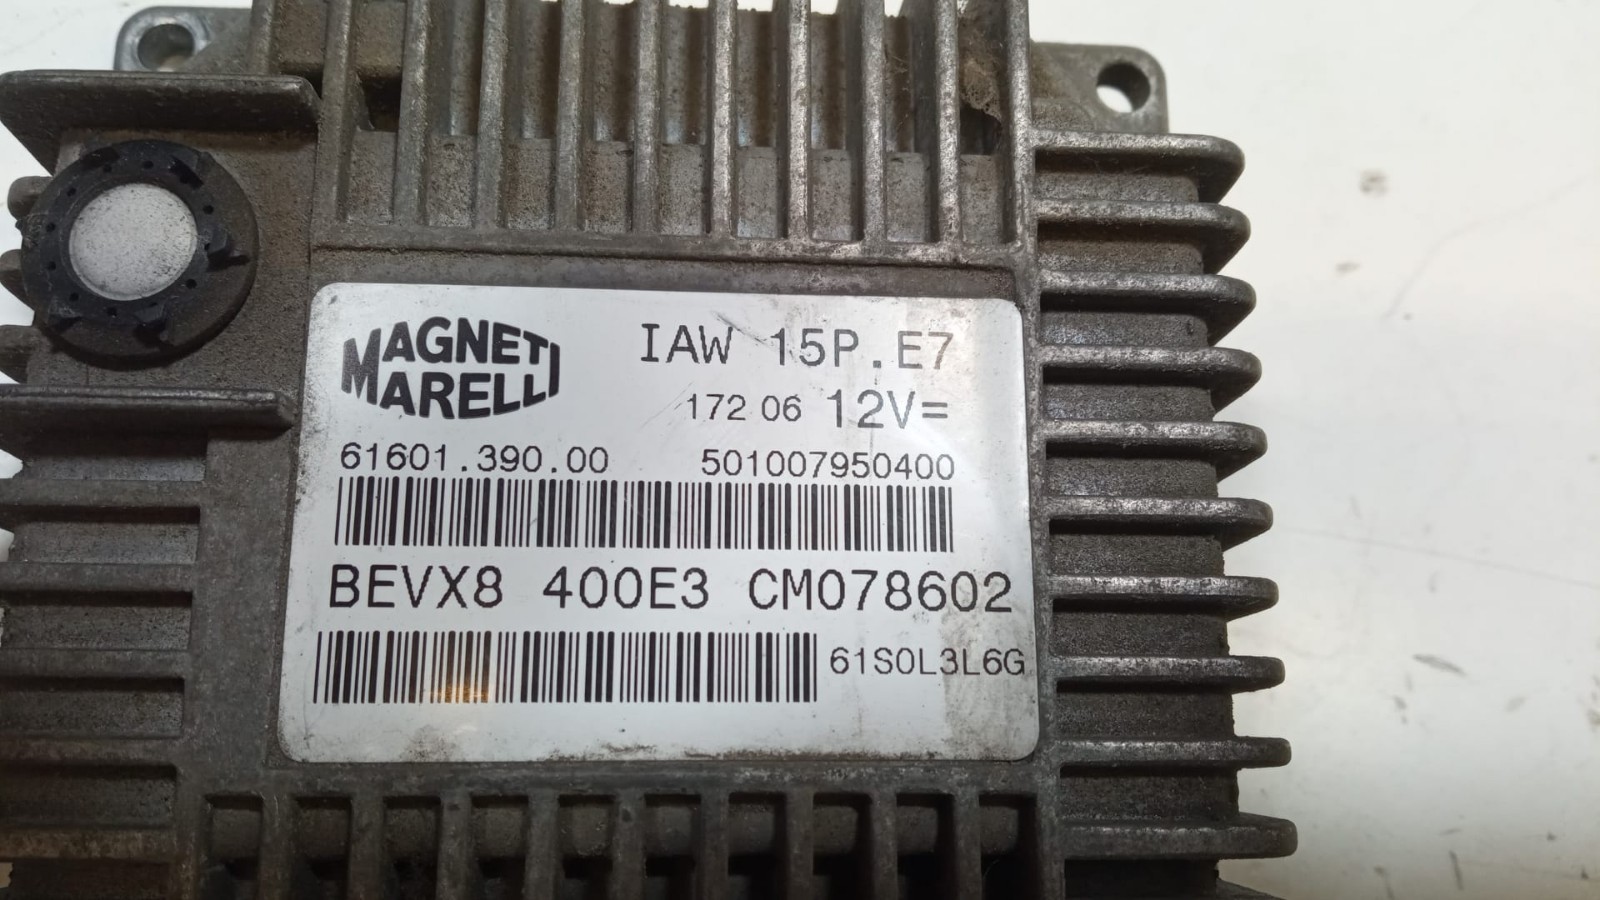 MAGNETI MARELLI
IAW 15P.E7
172 06 12V=
61601.390.00 501007950400
BEVX8 400E3 CM078602
61S0L3L6G